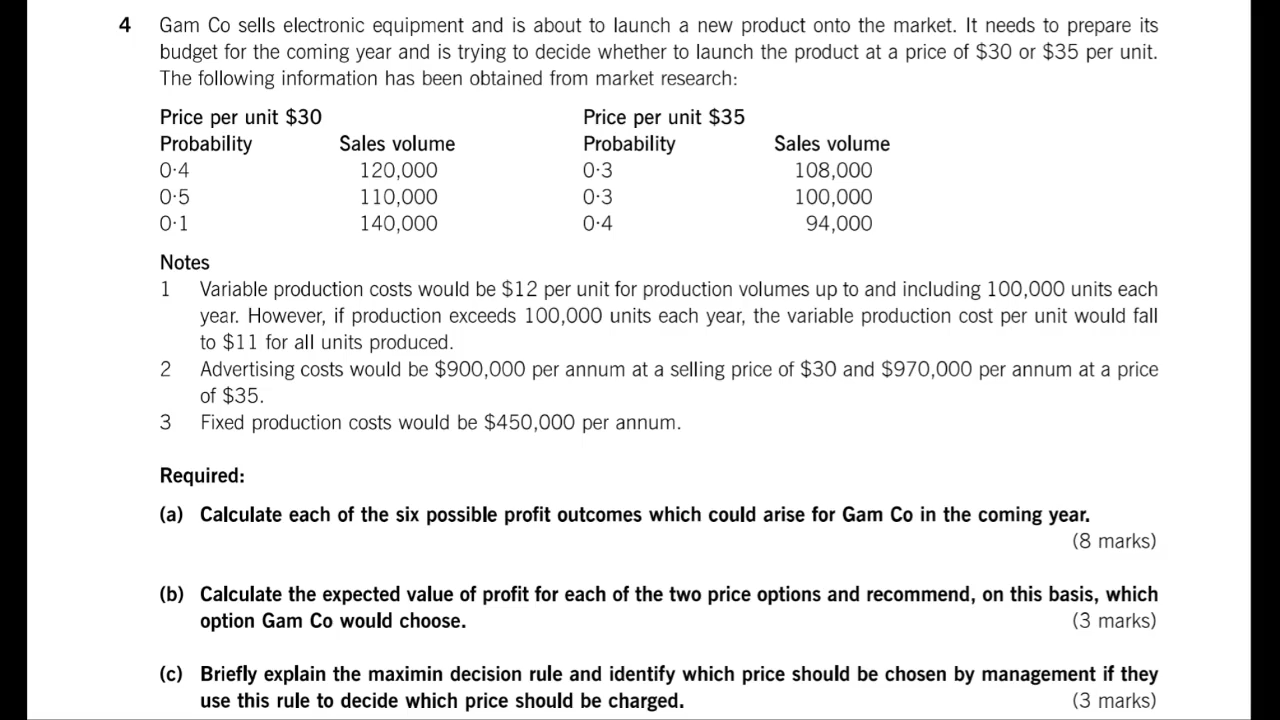 4 Gam Co sells electronic equipment and is about to launch a new product onto the market. It needs to prepare its
budget for the coming year and is trying to decide whether to launch the product at a price of $30 or $35 per unit.
The following information has been obtained from market research:
Price per unit $30 Price per unit $35
Probability Sales volume Probability Sales volume
0·4 120,000 0·3 108,000
0·5 110,000 0·3 100,000
0·1 140,000 0·4 94,000
Notes
1 Variable production costs would be $12 per unit for production volumes up to and including 100,000 units each
year. However, if production exceeds 100,000 units each year, the variable production cost per unit would fall
to $11 for all units produced.
2 Advertising costs would be $900,000 per annum at a selling price of $30 and $970,000 per annum at a price
of $35.
3 Fixed production costs would be $450,000 per annum.
Required:
(a) Calculate each of the six possible profit outcomes which could arise for Gam Co in the coming year.
(8 marks)
(b) Calculate the expected value of profit for each of the two price options and recommend, on this basis, which
option Gam Co would choose. (3 marks)
(c) Briefly explain the maximin decision rule and identify which price should be chosen by management if they
use this rule to decide which price should be charged. (3 marks)